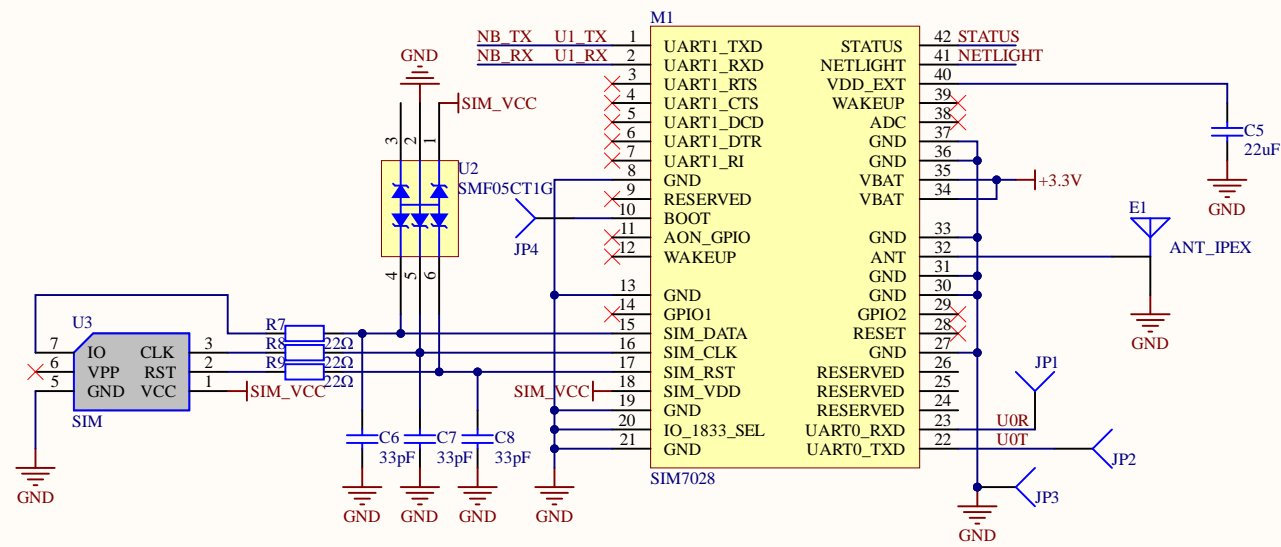 M1
NB_TX U1_TX 1 UART1_TXD STATUS 42 STATUS
NB_RX U1_RX 2 UART1_RXD NETLIGHT 41 NETLIGHT
3 UART1_RTS VDD_EXT 40
4 UART1_CTS WAKEUP 39
5 UART1_DCD ADC 38
6 UART1_DTR GND 37
7 UART1_RI GND 36
8 GND VBAT 35
9 RESERVED VBAT 34
10 BOOT
11 AON_GPIO GND 33
12 WAKEUP ANT 32
GND 31
13 GND GND 30
14 GPIO1 GPIO2 29
15 SIM_DATA RESET 28
16 SIM_CLK GND 27
17 SIM_RST RESERVED 26
SIM_VCC 18 SIM_VDD RESERVED 25
19 GND RESERVED 24
20 IO_1833_SEL UART0_RXD 23 U0R
21 GND UART0_TXD 22 U0T
SIM7028
GND
SIM_VCC
3 2 1
U2
SMF05CT1G
4 5 6
JP4
C5
22uF
GND
+3.3V
E1
ANT_IPEX
GND
JP1
JP2
JP3
GND
U3
7 IO CLK 3
6 VPP RST 2
5 GND VCC 1 SIM_VCC
SIM
R7 22Ω
R8 22Ω
R9 22Ω
C6 C7 C8
33pF 33pF 33pF
GND GND GND GND GND